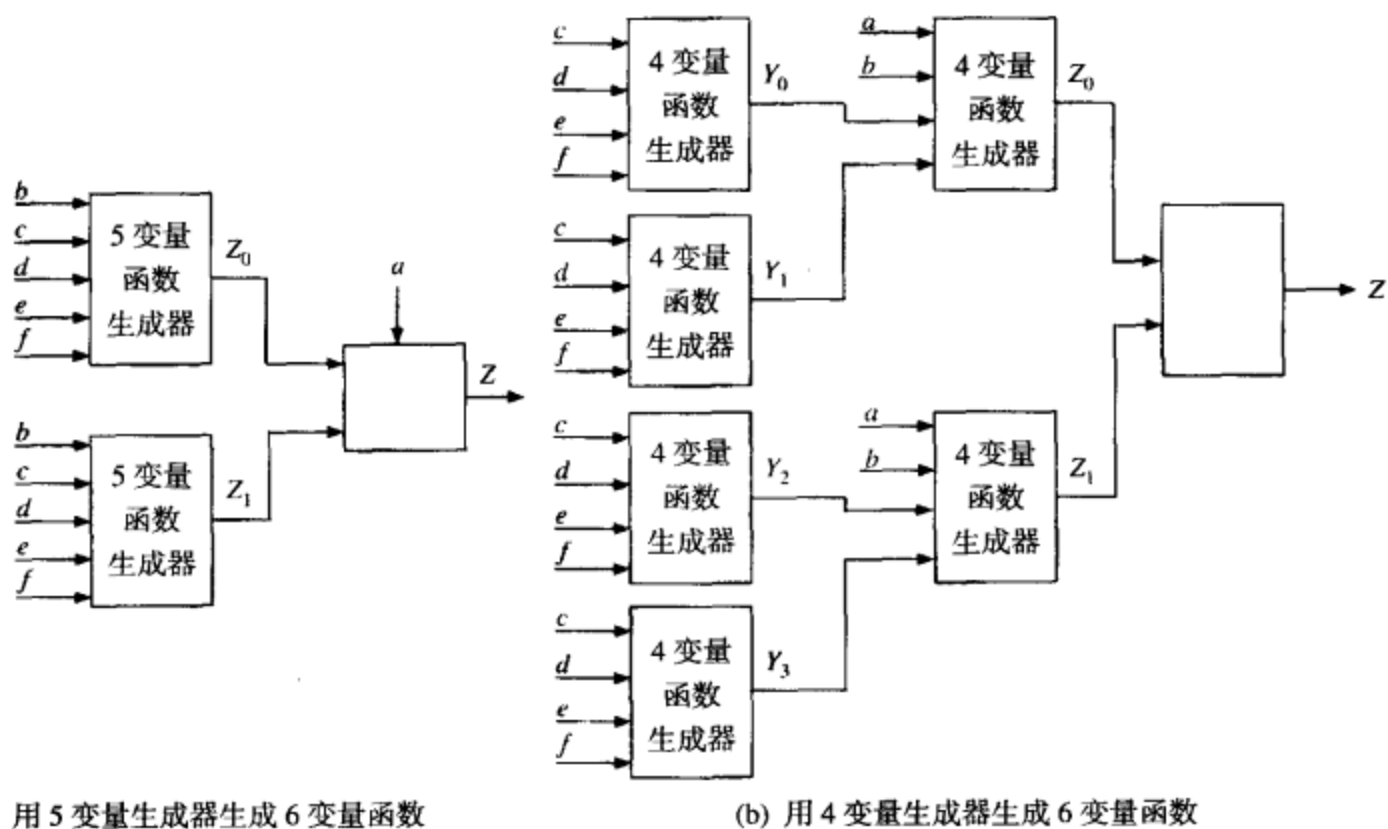 b
c
d
e
f
5 变量
函数
生成器
Z₀
b
c
d
e
f
5 变量
函数
生成器
Z₁
a
Z
用 5 变量生成器生成 6 变量函数
c
d
e
f
4 变量
函数
生成器
Y₀
c
d
e
f
4 变量
函数
生成器
Y₁
a
b
4 变量
函数
生成器
Z₀
c
d
e
f
4 变量
函数
生成器
Y₂
c
d
e
f
4 变量
函数
生成器
Y₃
a
b
4 变量
函数
生成器
Z₁
Z
(b) 用 4 变量生成器生成 6 变量函数